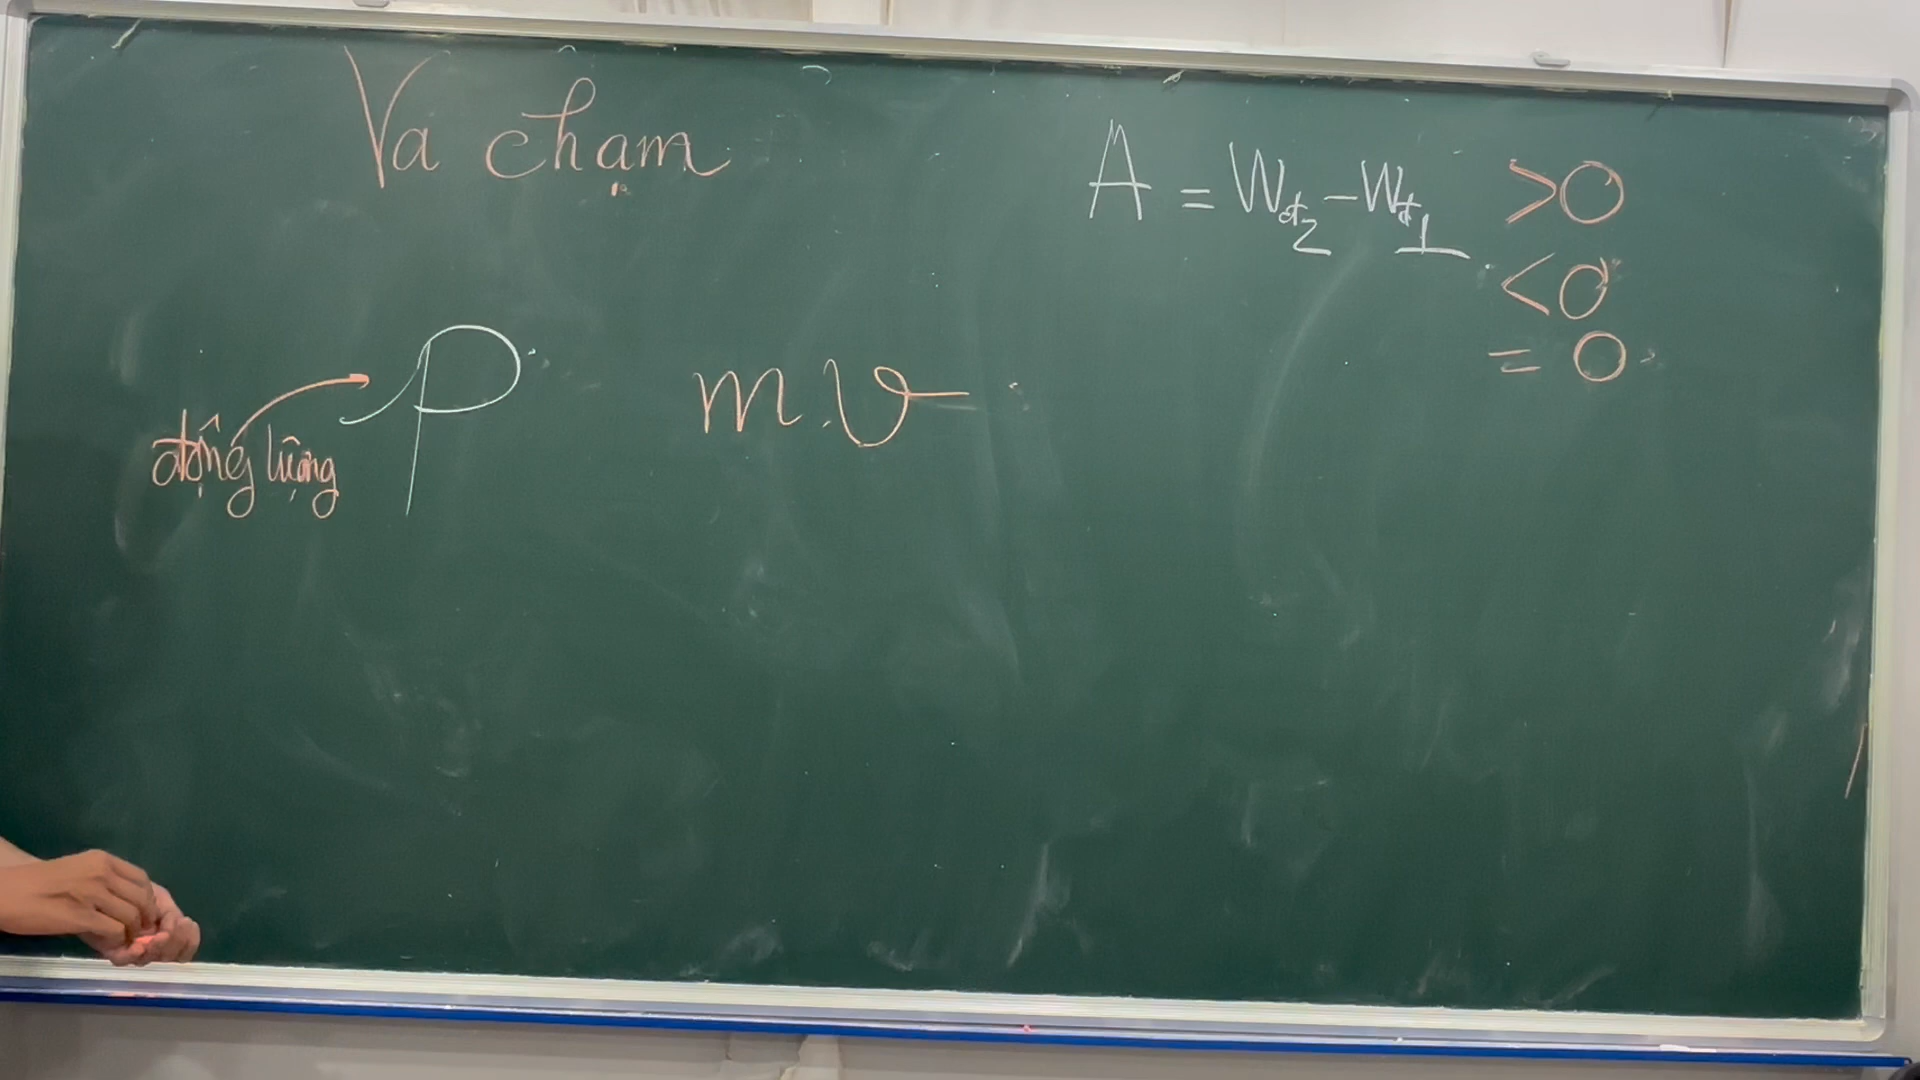 Va chạm
A = Wđ2 - Wđ1 > 0
< 0
= 0
P m.v
động lượng